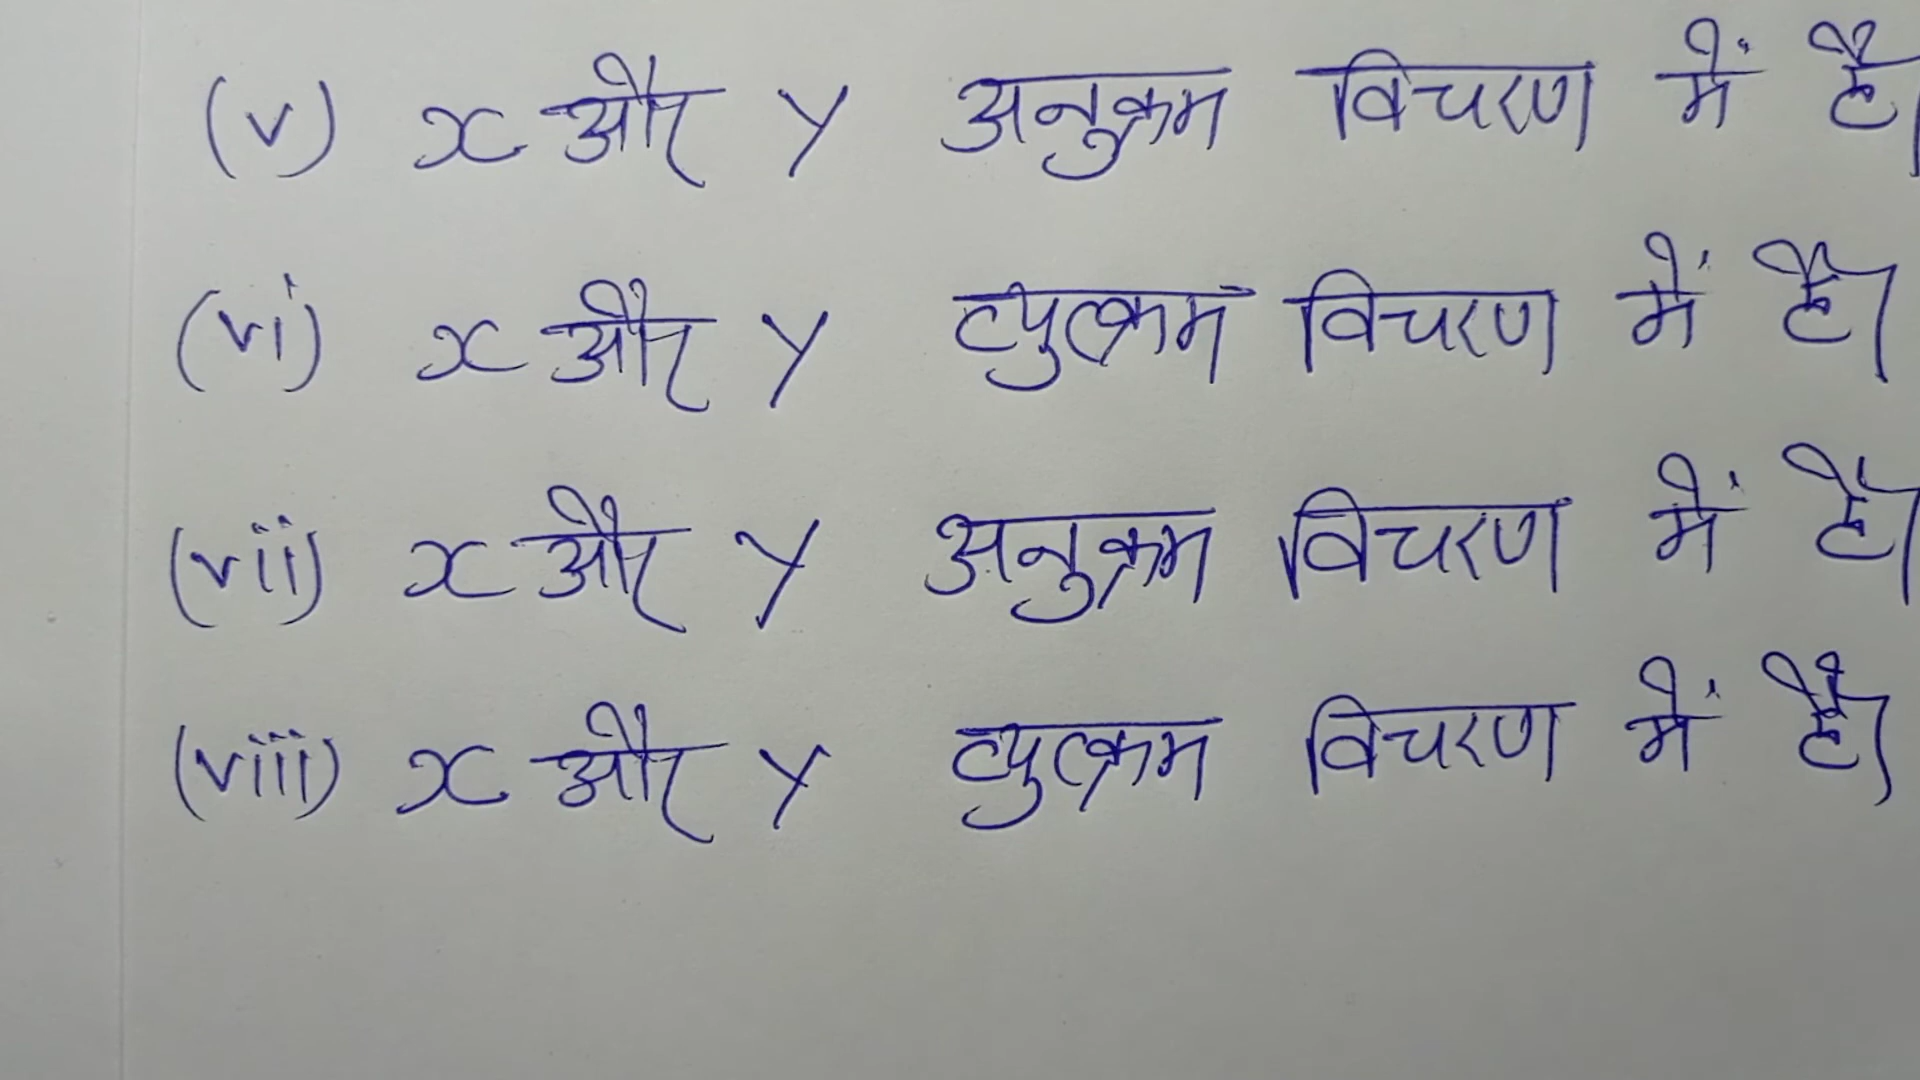 (v) x और y अनुक्रम विचरण में है।
(vi) x और y व्युत्क्रम विचरण में है।
(vii) x और y अनुक्रम विचरण में है।
(viii) x और y व्युत्क्रम विचरण में है।